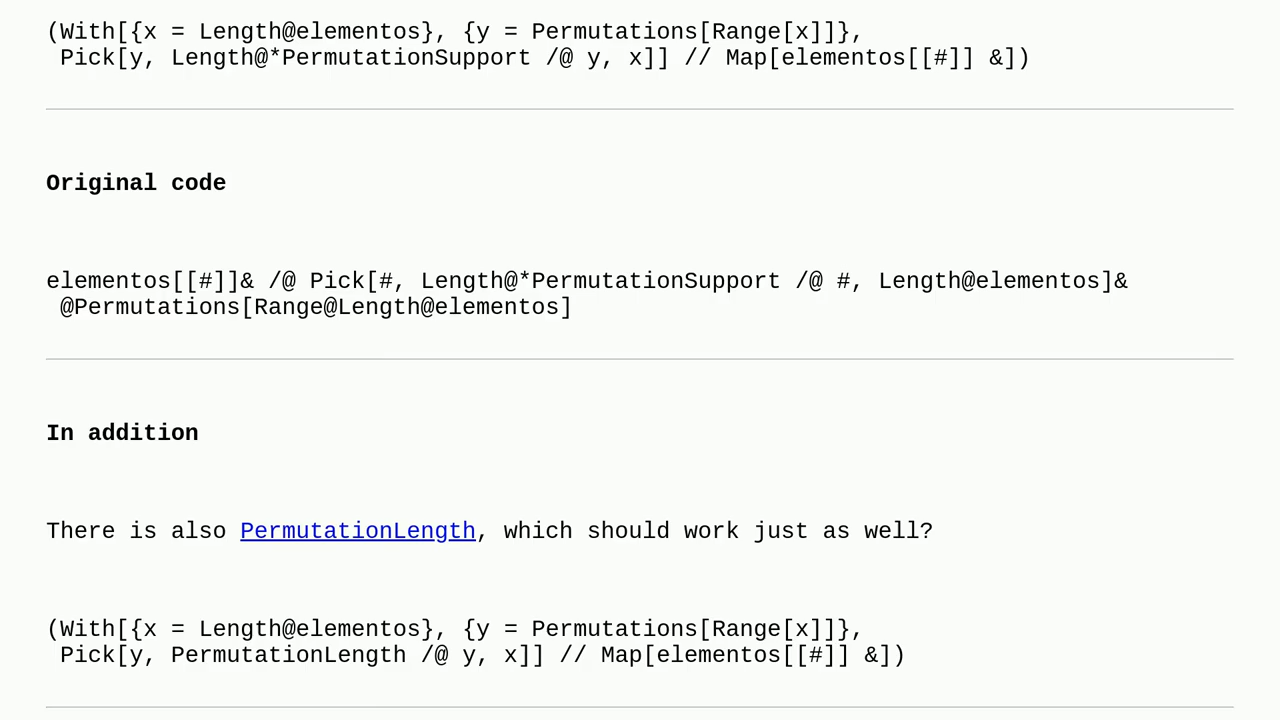 (With[{x = Length@elementos}, {y = Permutations[Range[x]]},
Pick[y, Length@*PermutationSupport /@ y, x]] // Map[elementos[[#]] &])
Original code
elementos[[#]]& /@ Pick[#, Length@*PermutationSupport /@ #, Length@elementos]&
@Permutations[Range@Length@elementos]
In addition
There is also PermutationLength, which should work just as well?
(With[{x = Length@elementos}, {y = Permutations[Range[x]]},
Pick[y, PermutationLength /@ y, x]] // Map[elementos[[#]] &])